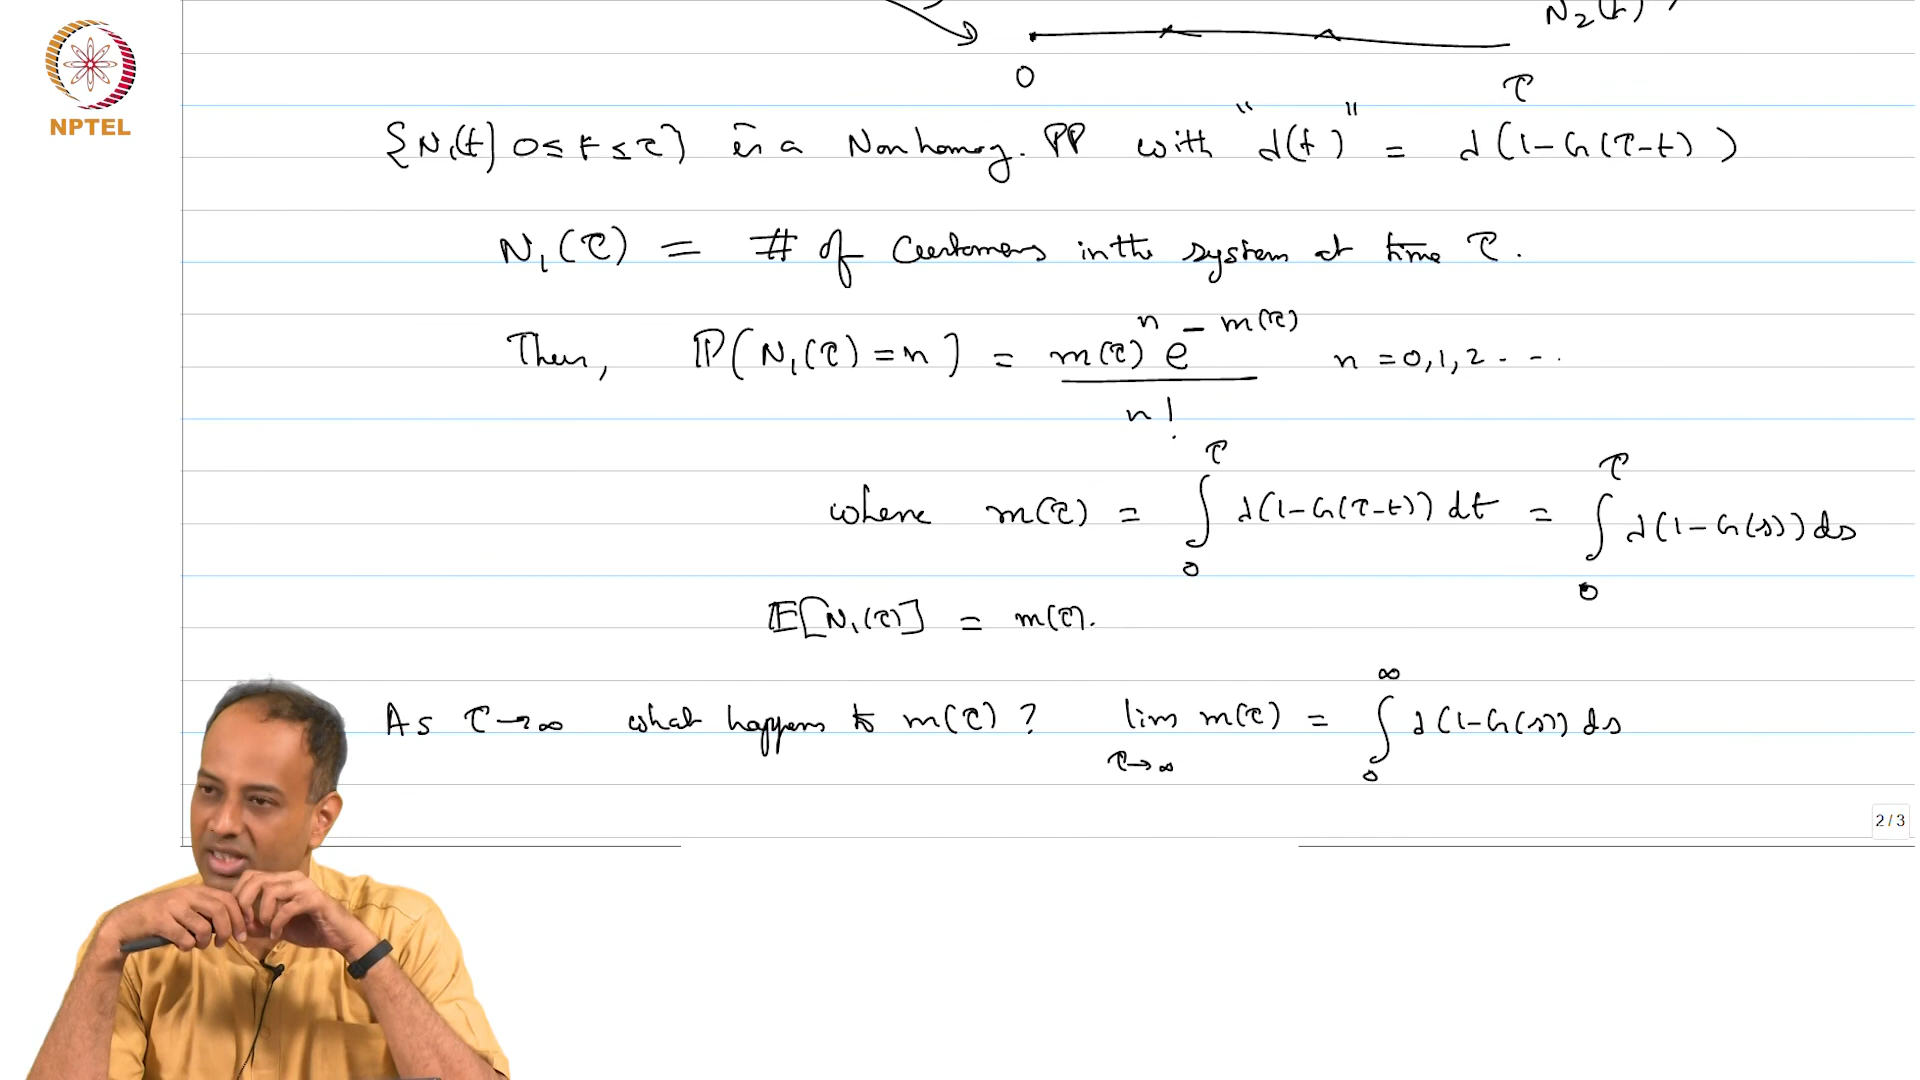 N₂(t)
0 τ
NPTEL
{N₁(t) 0≤t≤τ} is a Nonhomog. PP with "λ(t)" = λ(1-G(τ-t))
N₁(τ) = # of Customers in the system at time τ.
Then, ℙ(N₁(τ)=n) = m(τ)ⁿ e^{-m(τ)} / n! n=0,1,2...
where m(τ) = ∫₀^τ λ(1-G(τ-t)) dt = ∫₀^τ λ(1-G(s)) ds
𝔼[N₁(τ)] = m(τ).
As τ→∞ what happens to m(τ)? lim_{τ→∞} m(τ) = ∫₀^∞ λ(1-G(s)) ds
2/3